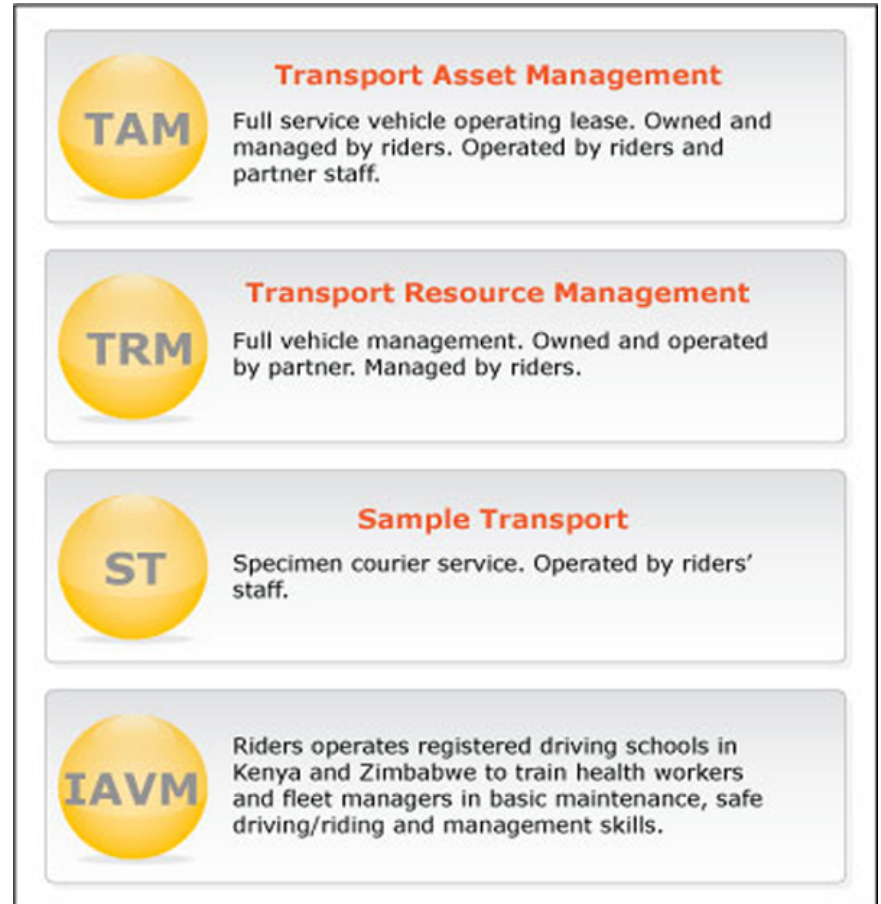 TAM
Transport Asset Management
Full service vehicle operating lease. Owned and
managed by riders. Operated by riders and
partner staff.
TRM
Transport Resource Management
Full vehicle management. Owned and operated
by partner. Managed by riders.
ST
Sample Transport
Specimen courier service. Operated by riders’
staff.
IAVM
Riders operates registered driving schools in
Kenya and Zimbabwe to train health workers
and fleet managers in basic maintenance, safe
driving/riding and management skills.